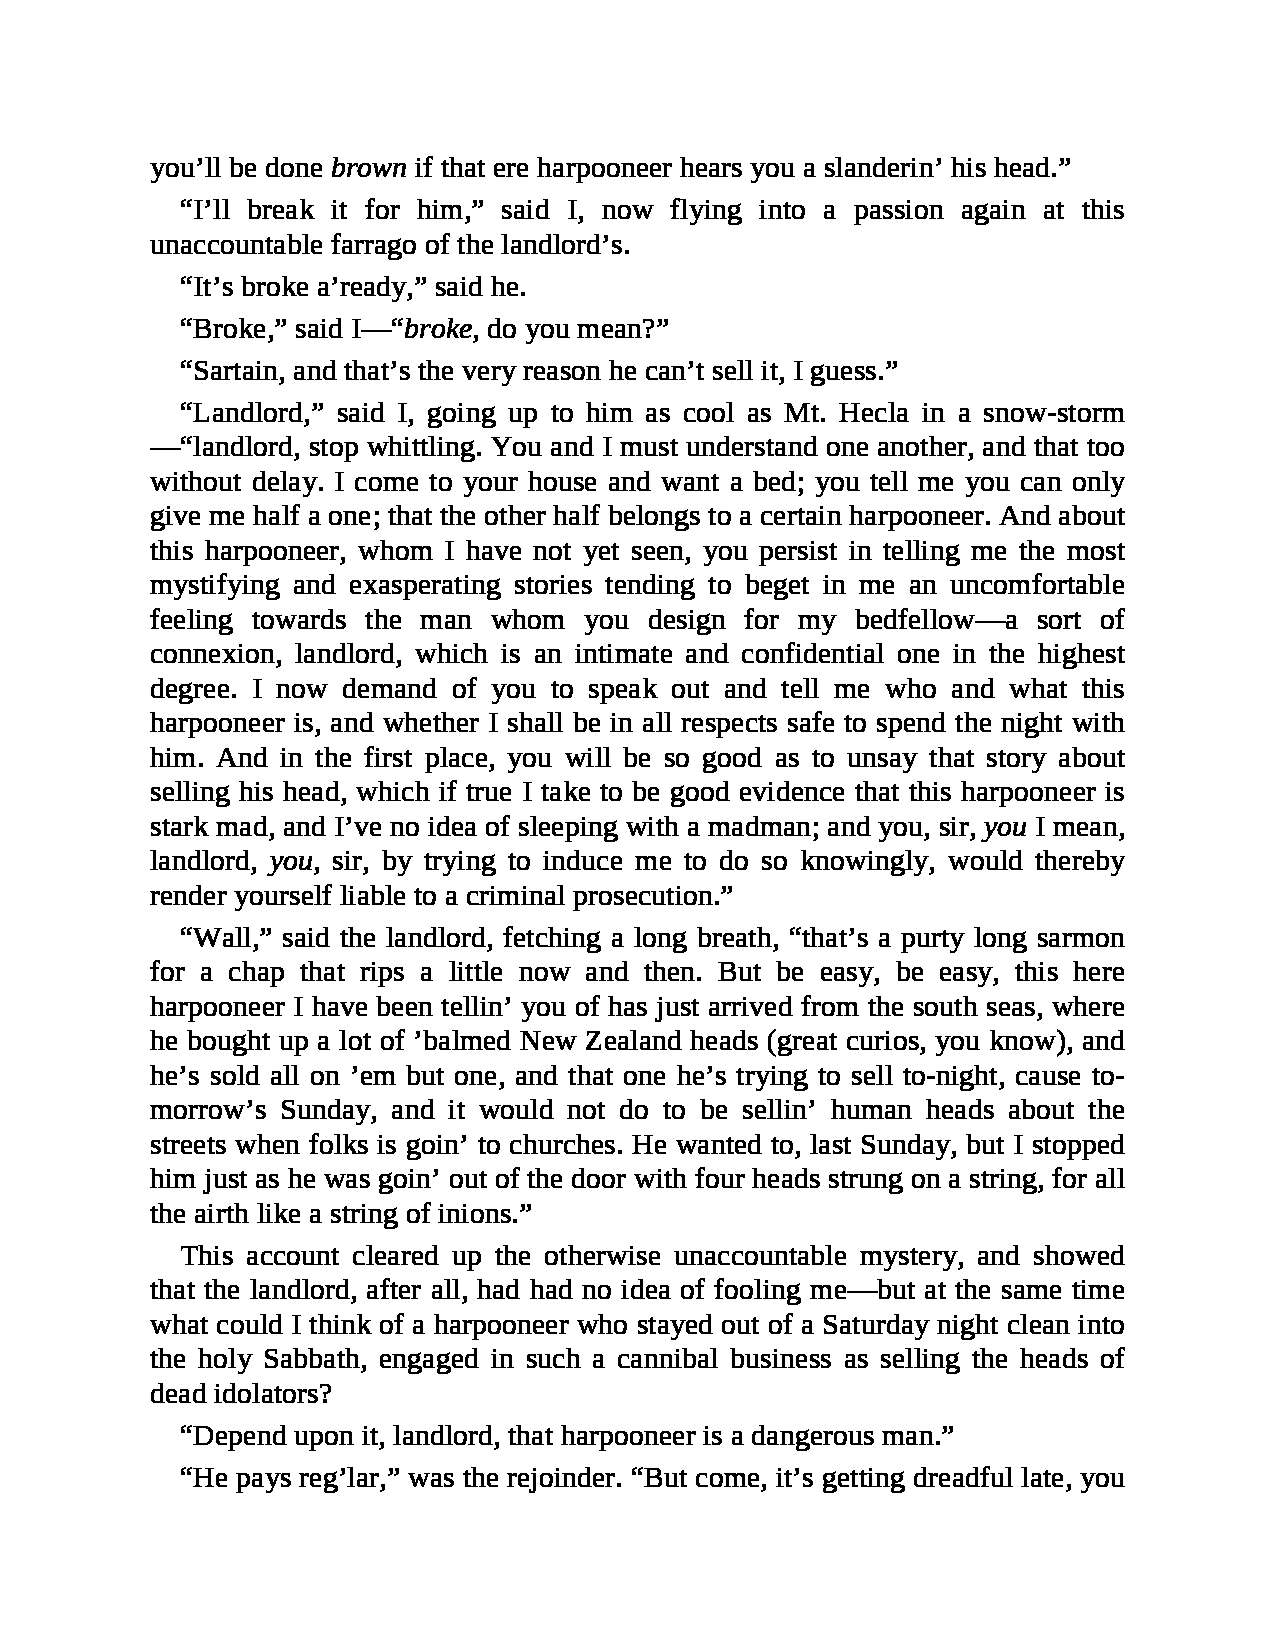 you’ll be done brown if that ere harpooneer hears you a slanderin’ his head.”
“I’ll break it for him,” said I, now flying into a passion again at this
unaccountable farrago of the landlord’s.
“It’s broke a’ready,” said he.
“Broke,” said I—“broke, do you mean?”
“Sartain, and that’s the very reason he can’t sell it, I guess.”
“Landlord,” said I, going up to him as cool as Mt. Hecla in a snow-storm
—“landlord, stop whittling. You and I must understand one another, and that too
without delay. I come to your house and want a bed; you tell me you can only
give me half a one; that the other half belongs to a certain harpooneer. And about
this harpooneer, whom I have not yet seen, you persist in telling me the most
mystifying and exasperating stories tending to beget in me an uncomfortable
feeling towards the man whom you design for my bedfellow—a sort of
connexion, landlord, which is an intimate and confidential one in the highest
degree. I now demand of you to speak out and tell me who and what this
harpooneer is, and whether I shall be in all respects safe to spend the night with
him. And in the first place, you will be so good as to unsay that story about
selling his head, which if true I take to be good evidence that this harpooneer is
stark mad, and I’ve no idea of sleeping with a madman; and you, sir, you I mean,
landlord, you, sir, by trying to induce me to do so knowingly, would thereby
render yourself liable to a criminal prosecution.”
“Wall,” said the landlord, fetching a long breath, “that’s a purty long sarmon
for a chap that rips a little now and then. But be easy, be easy, this here
harpooneer I have been tellin’ you of has just arrived from the south seas, where
he bought up a lot of ’balmed New Zealand heads (great curios, you know), and
he’s sold all on ’em but one, and that one he’s trying to sell to-night, cause to-
morrow’s Sunday, and it would not do to be sellin’ human heads about the
streets when folks is goin’ to churches. He wanted to, last Sunday, but I stopped
him just as he was goin’ out of the door with four heads strung on a string, for all
the airth like a string of inions.”
This account cleared up the otherwise unaccountable mystery, and showed
that the landlord, after all, had had no idea of fooling me—but at the same time
what could I think of a harpooneer who stayed out of a Saturday night clean into
the holy Sabbath, engaged in such a cannibal business as selling the heads of
dead idolators?
“Depend upon it, landlord, that harpooneer is a dangerous man.”
“He pays reg’lar,” was the rejoinder. “But come, it’s getting dreadful late, you